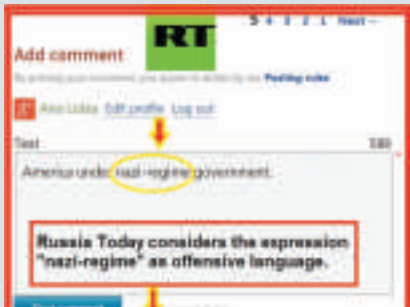 RT
5 4 3 2 1 Next
Add comment
Posting rules
Edit profile Log out
Text 500
America under nazi-regime government.
Russia Today considers the expression
"nazi-regime" as offensive language.